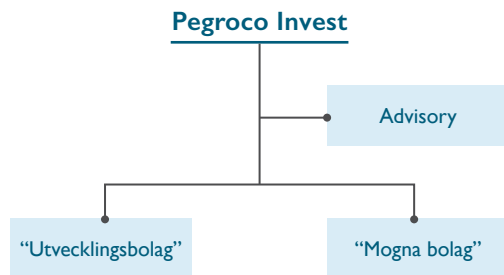 Pegroco Invest
Advisory
“Utvecklingsbolag”
“Mogna bolag”